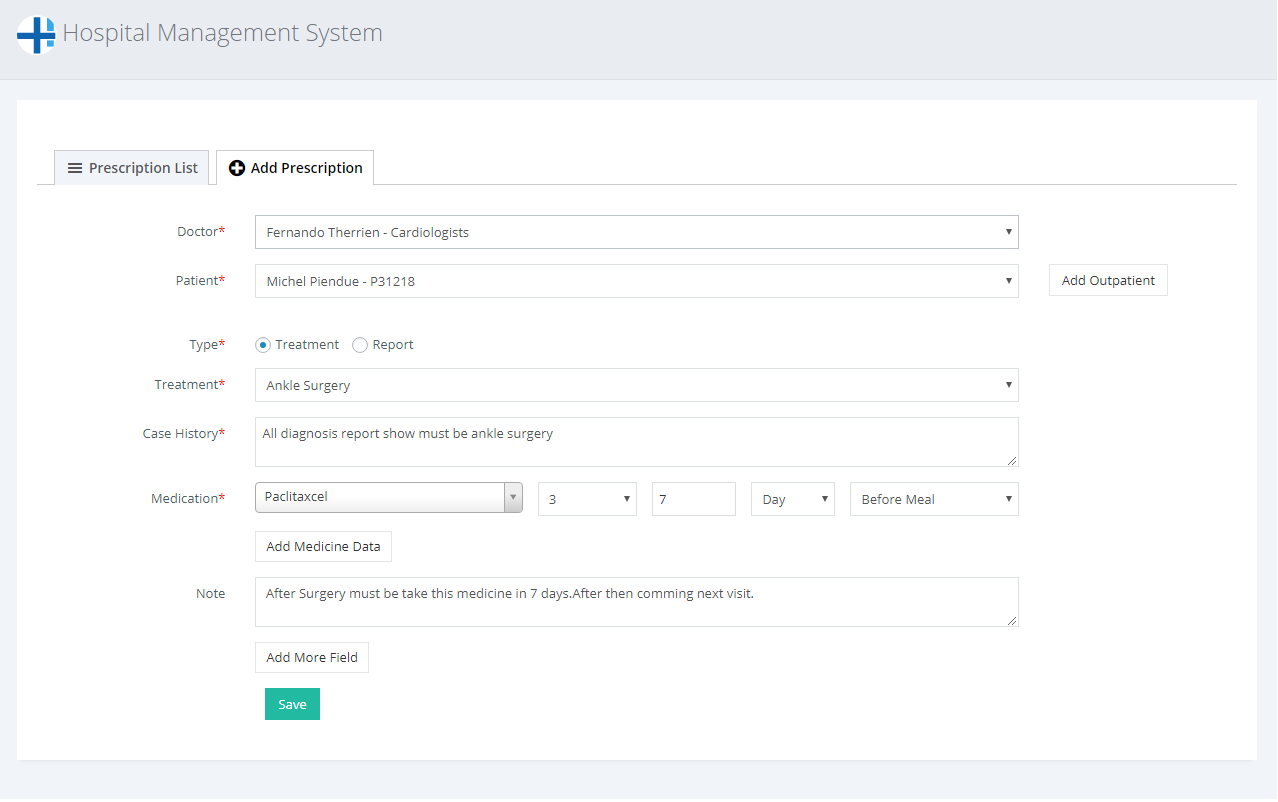 Hospital Management System
Prescription List Add Prescription
Doctor* Fernando Therrien - Cardiologists
Patient* Michel Piendue - P31218 Add Outpatient
Type* Treatment Report
Treatment* Ankle Surgery
Case History* All diagnosis report show must be ankle surgery
Medication* Paclitaxcel 3 7 Day Before Meal
Add Medicine Data
Note After Surgery must be take this medicine in 7 days.After then comming next visit.
Add More Field
Save